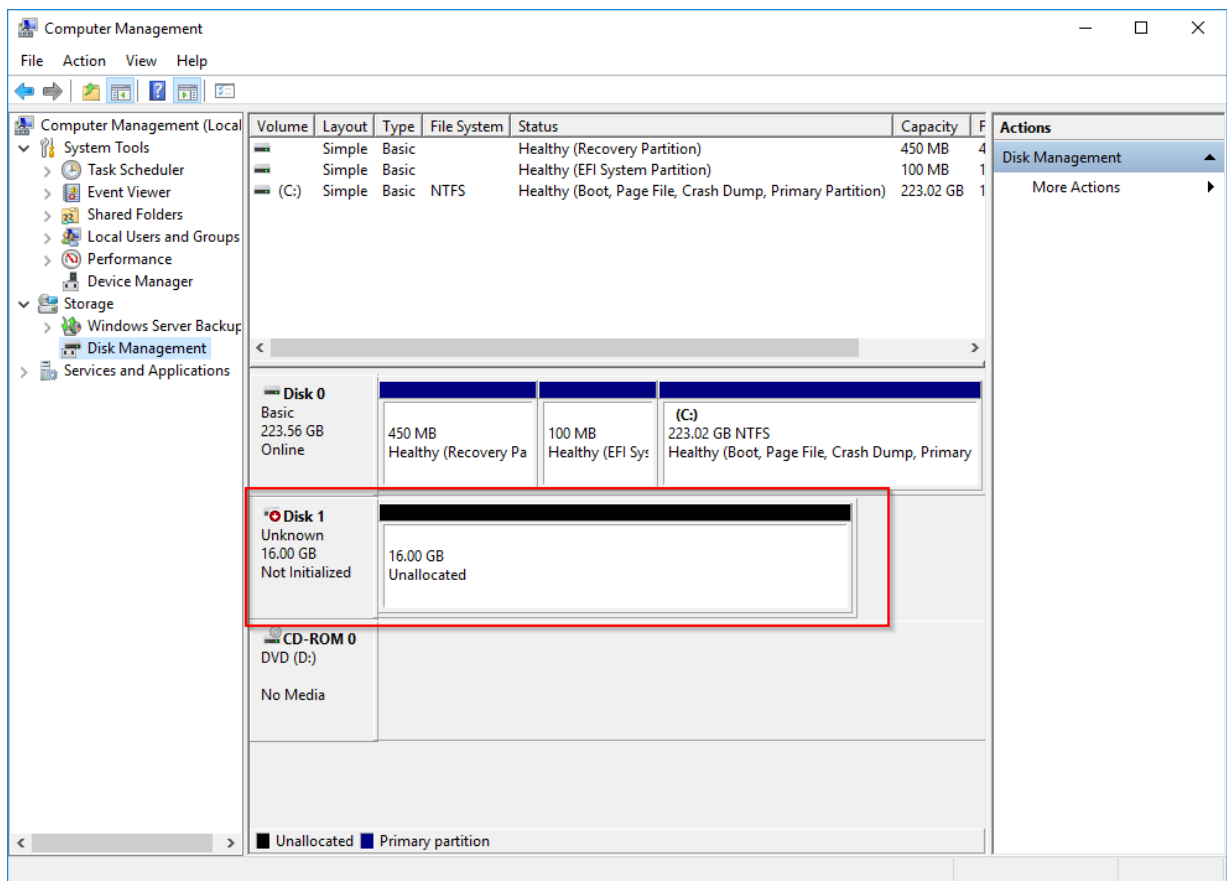 Computer Management
File Action View Help
Computer Management (Local
System Tools
Task Scheduler
Event Viewer
Shared Folders
Local Users and Groups
Performance
Device Manager
Storage
Windows Server Backup
Disk Management
Services and Applications
Volume Layout Type File System Status Capacity F
Simple Basic Healthy (Recovery Partition) 450 MB 4
Simple Basic Healthy (EFI System Partition) 100 MB 1
(C:) Simple Basic NTFS Healthy (Boot, Page File, Crash Dump, Primary Partition) 223.02 GB 1
Disk 0
Basic
223.56 GB
Online
450 MB
Healthy (Recovery Pa
100 MB
Healthy (EFI Sys
(C:)
223.02 GB NTFS
Healthy (Boot, Page File, Crash Dump, Primary
Disk 1
Unknown
16.00 GB
Not Initialized
16.00 GB
Unallocated
CD-ROM 0
DVD (D:)
No Media
Unallocated Primary partition
Actions
Disk Management
More Actions